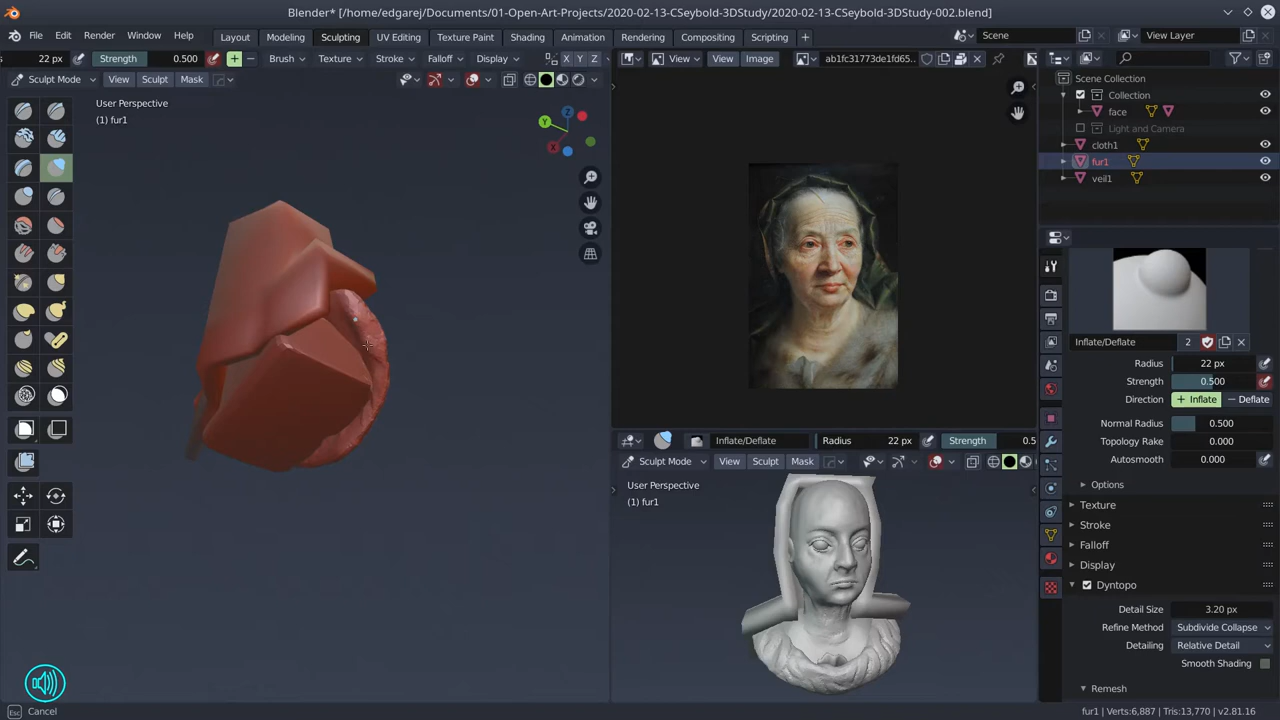 Blender* [/home/edgarej/Documents/01-Open-Art-Projects/2020-02-13-CSeybold-3DStudy/2020-02-13-CSeybold-3DStudy-002.blend]
File Edit Render Window Help Layout Modeling Sculpting UV Editing Texture Paint Shading Animation Rendering Compositing Scripting + Scene View Layer
22 px Strength 0.500 Brush Texture Stroke Falloff Display X Y Z
View View Image ab1fc31773de1fd65..
Sculpt Mode View Sculpt Mask
User Perspective
(1) fur1
Z
Y
X
Scene Collection
Collection
face
Light and Camera
cloth1
fur1
veil1
Inflate/Deflate 2
Radius 22 px
Strength 0.500
Direction + Inflate − Deflate
Normal Radius 0.500
Topology Rake 0.000
Autosmooth 0.000
Options
Texture
Stroke
Falloff
Display
Dyntopo
Detail Size 3.20 px
Refine Method Subdivide Collapse
Detailing Relative Detail
Smooth Shading
Remesh
Inflate/Deflate Radius 22 px Strength 0.5
Sculpt Mode View Sculpt Mask
User Perspective
(1) fur1
Esc Cancel
fur1 | Verts:6,887 | Tris:13,770 | v2.81.16